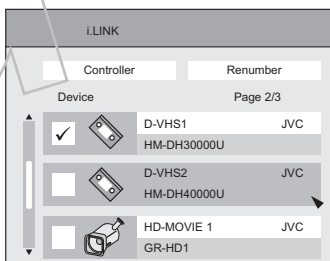 i.LINK
Controller Renumber
Device Page 2/3
D-VHS1 JVC
HM-DH30000U
D-VHS2 JVC
HM-DH40000U
HD-MOVIE 1 JVC
GR-HD1